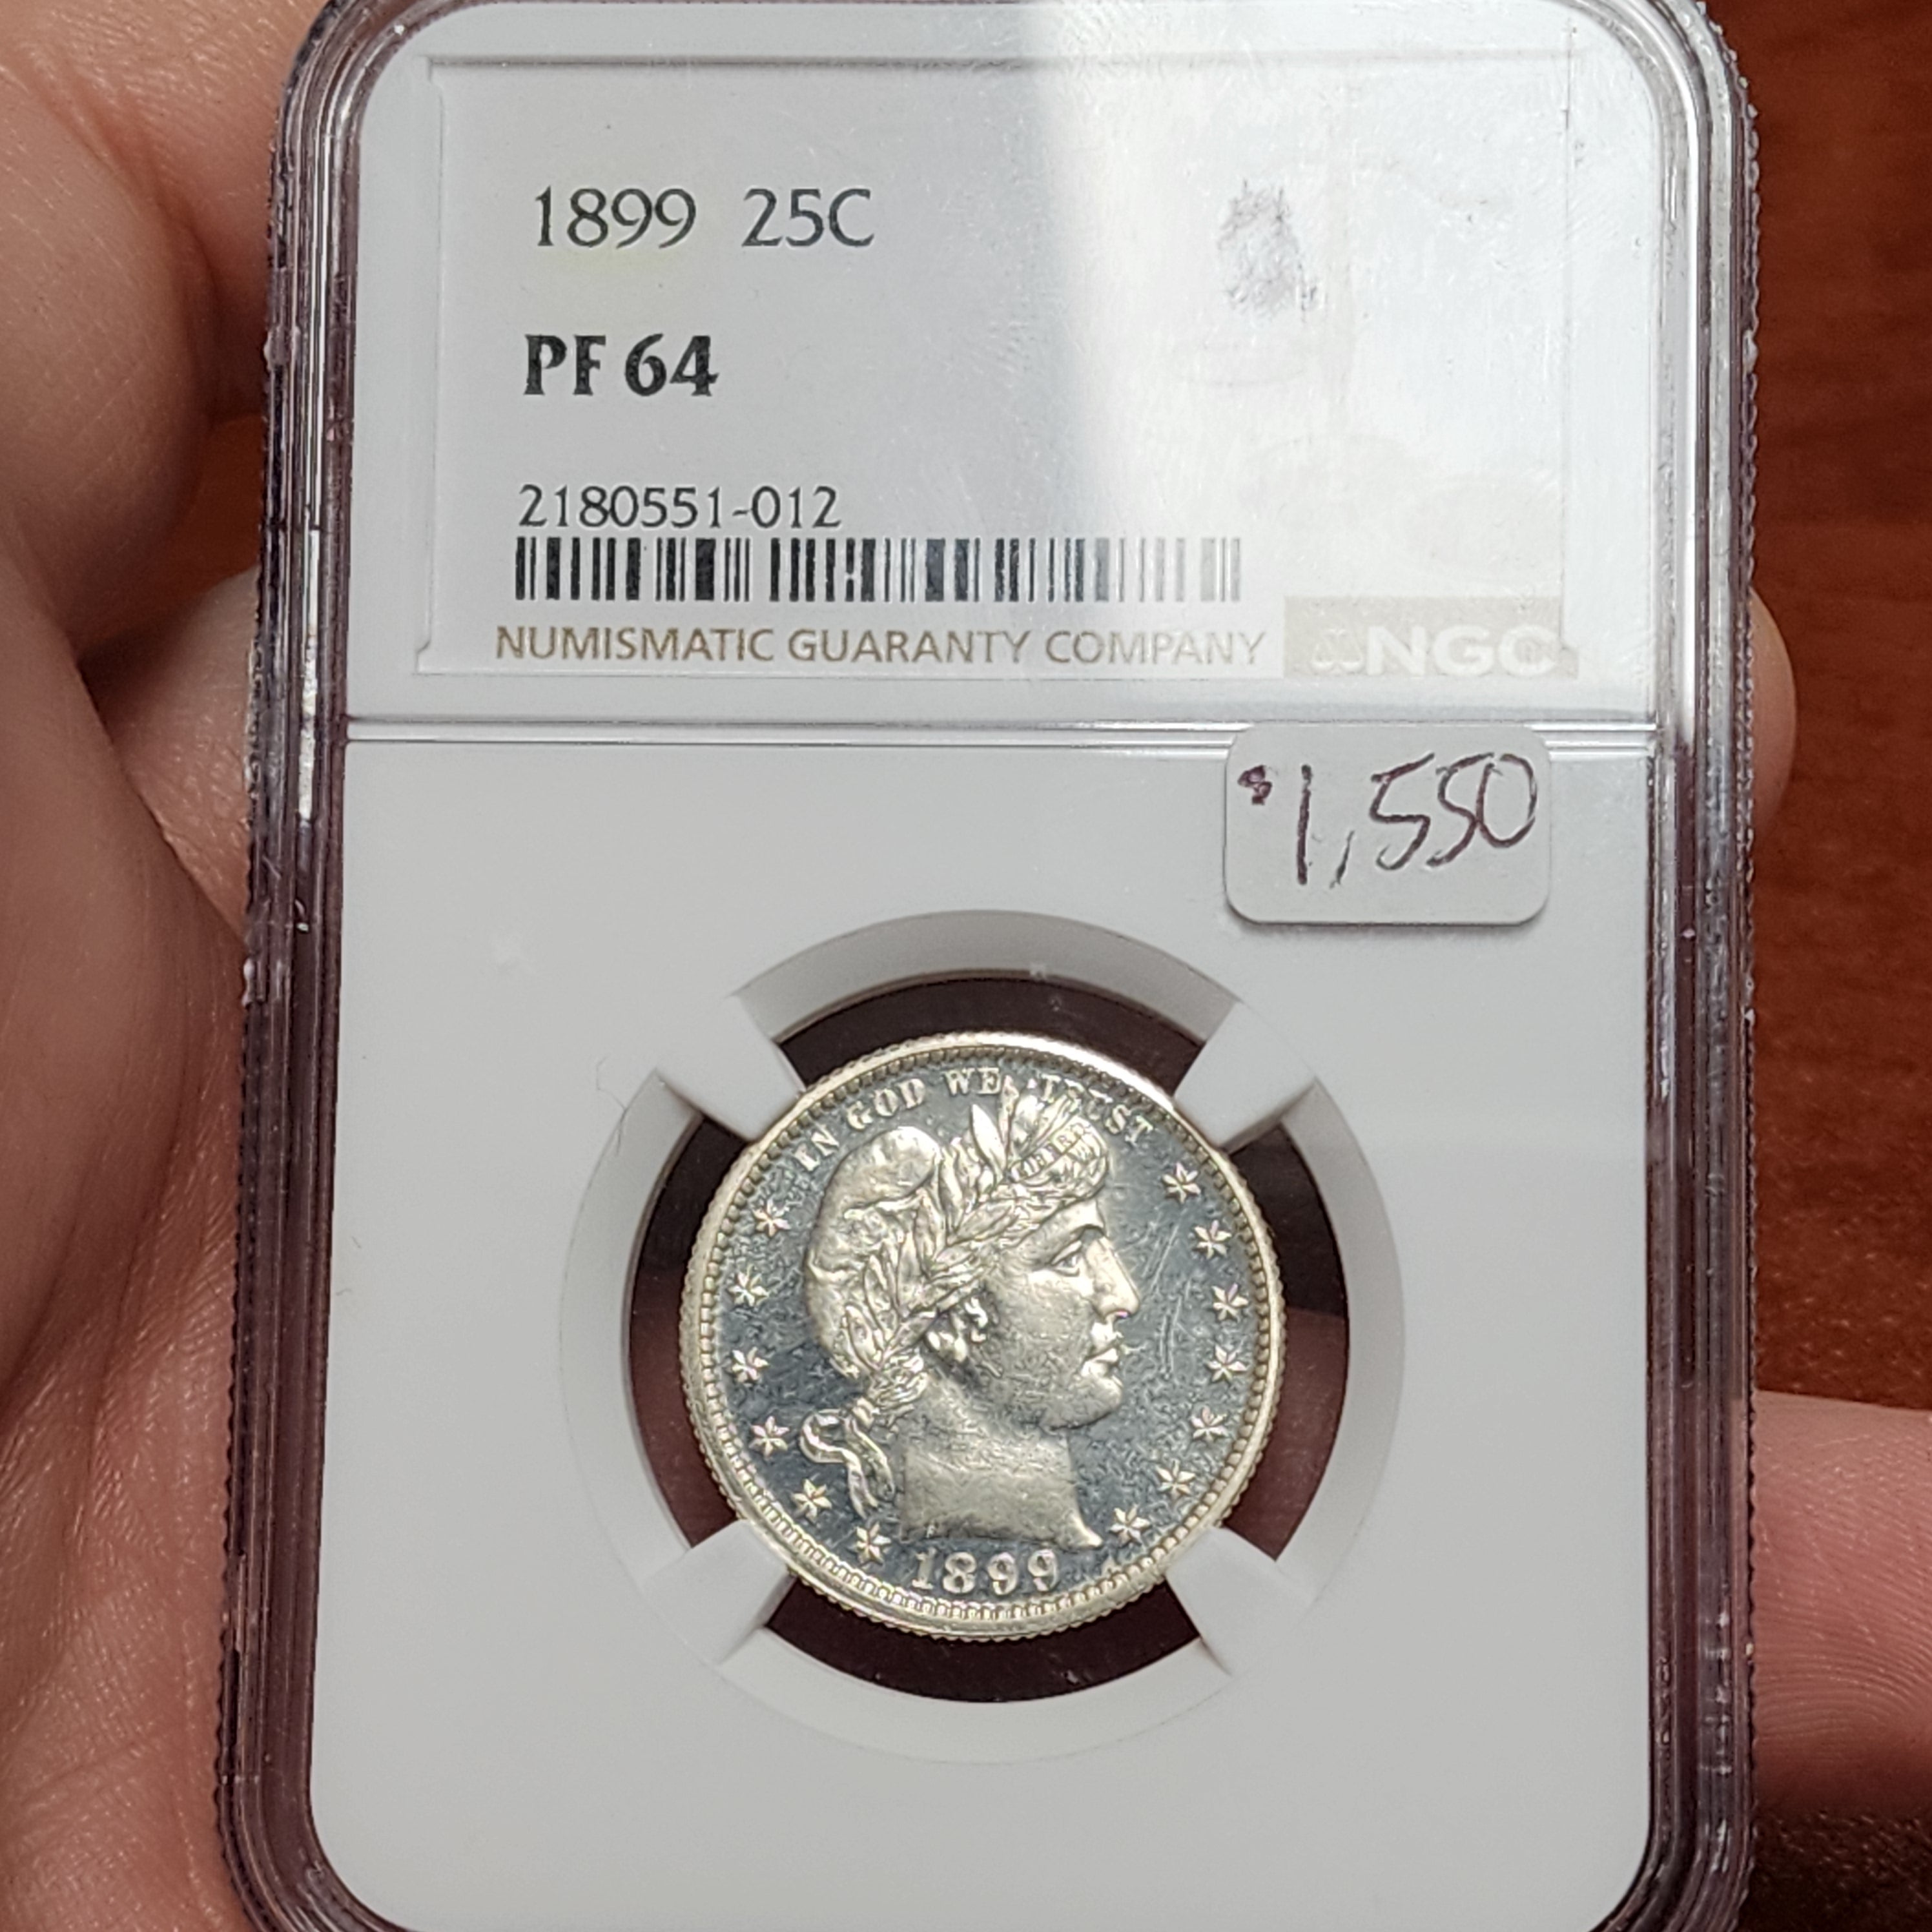 1899 25C
PF 64
2180551-012
NUMISMATIC GUARANTY COMPANY NGC
$1,550
IN GOD WE TRUST
1899